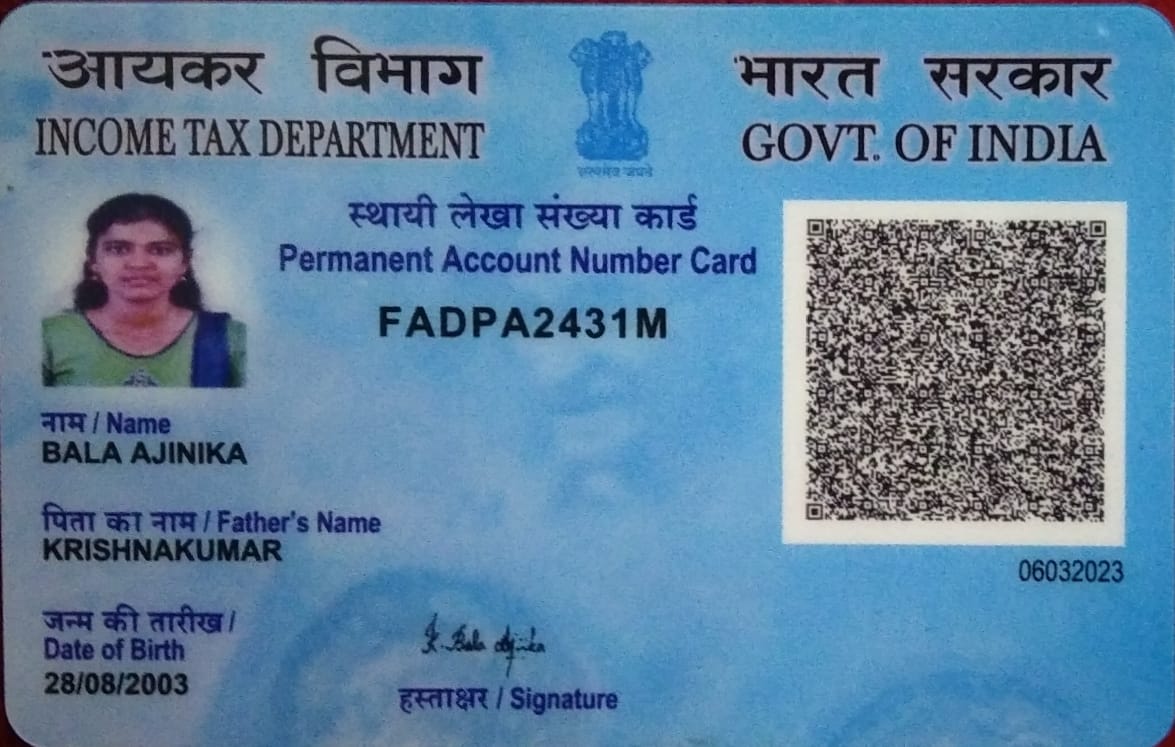 आयकर विभाग
INCOME TAX DEPARTMENT
सत्यमेव जयते
भारत सरकार
GOVT. OF INDIA
स्थायी लेखा संख्या कार्ड
Permanent Account Number Card
FADPA2431M
नाम / Name
BALA AJINIKA
पिता का नाम / Father's Name
KRISHNAKUMAR
06032023
जन्म की तारीख /
Date of Birth
28/08/2003
K. Bala Ajinika
हस्ताक्षर / Signature